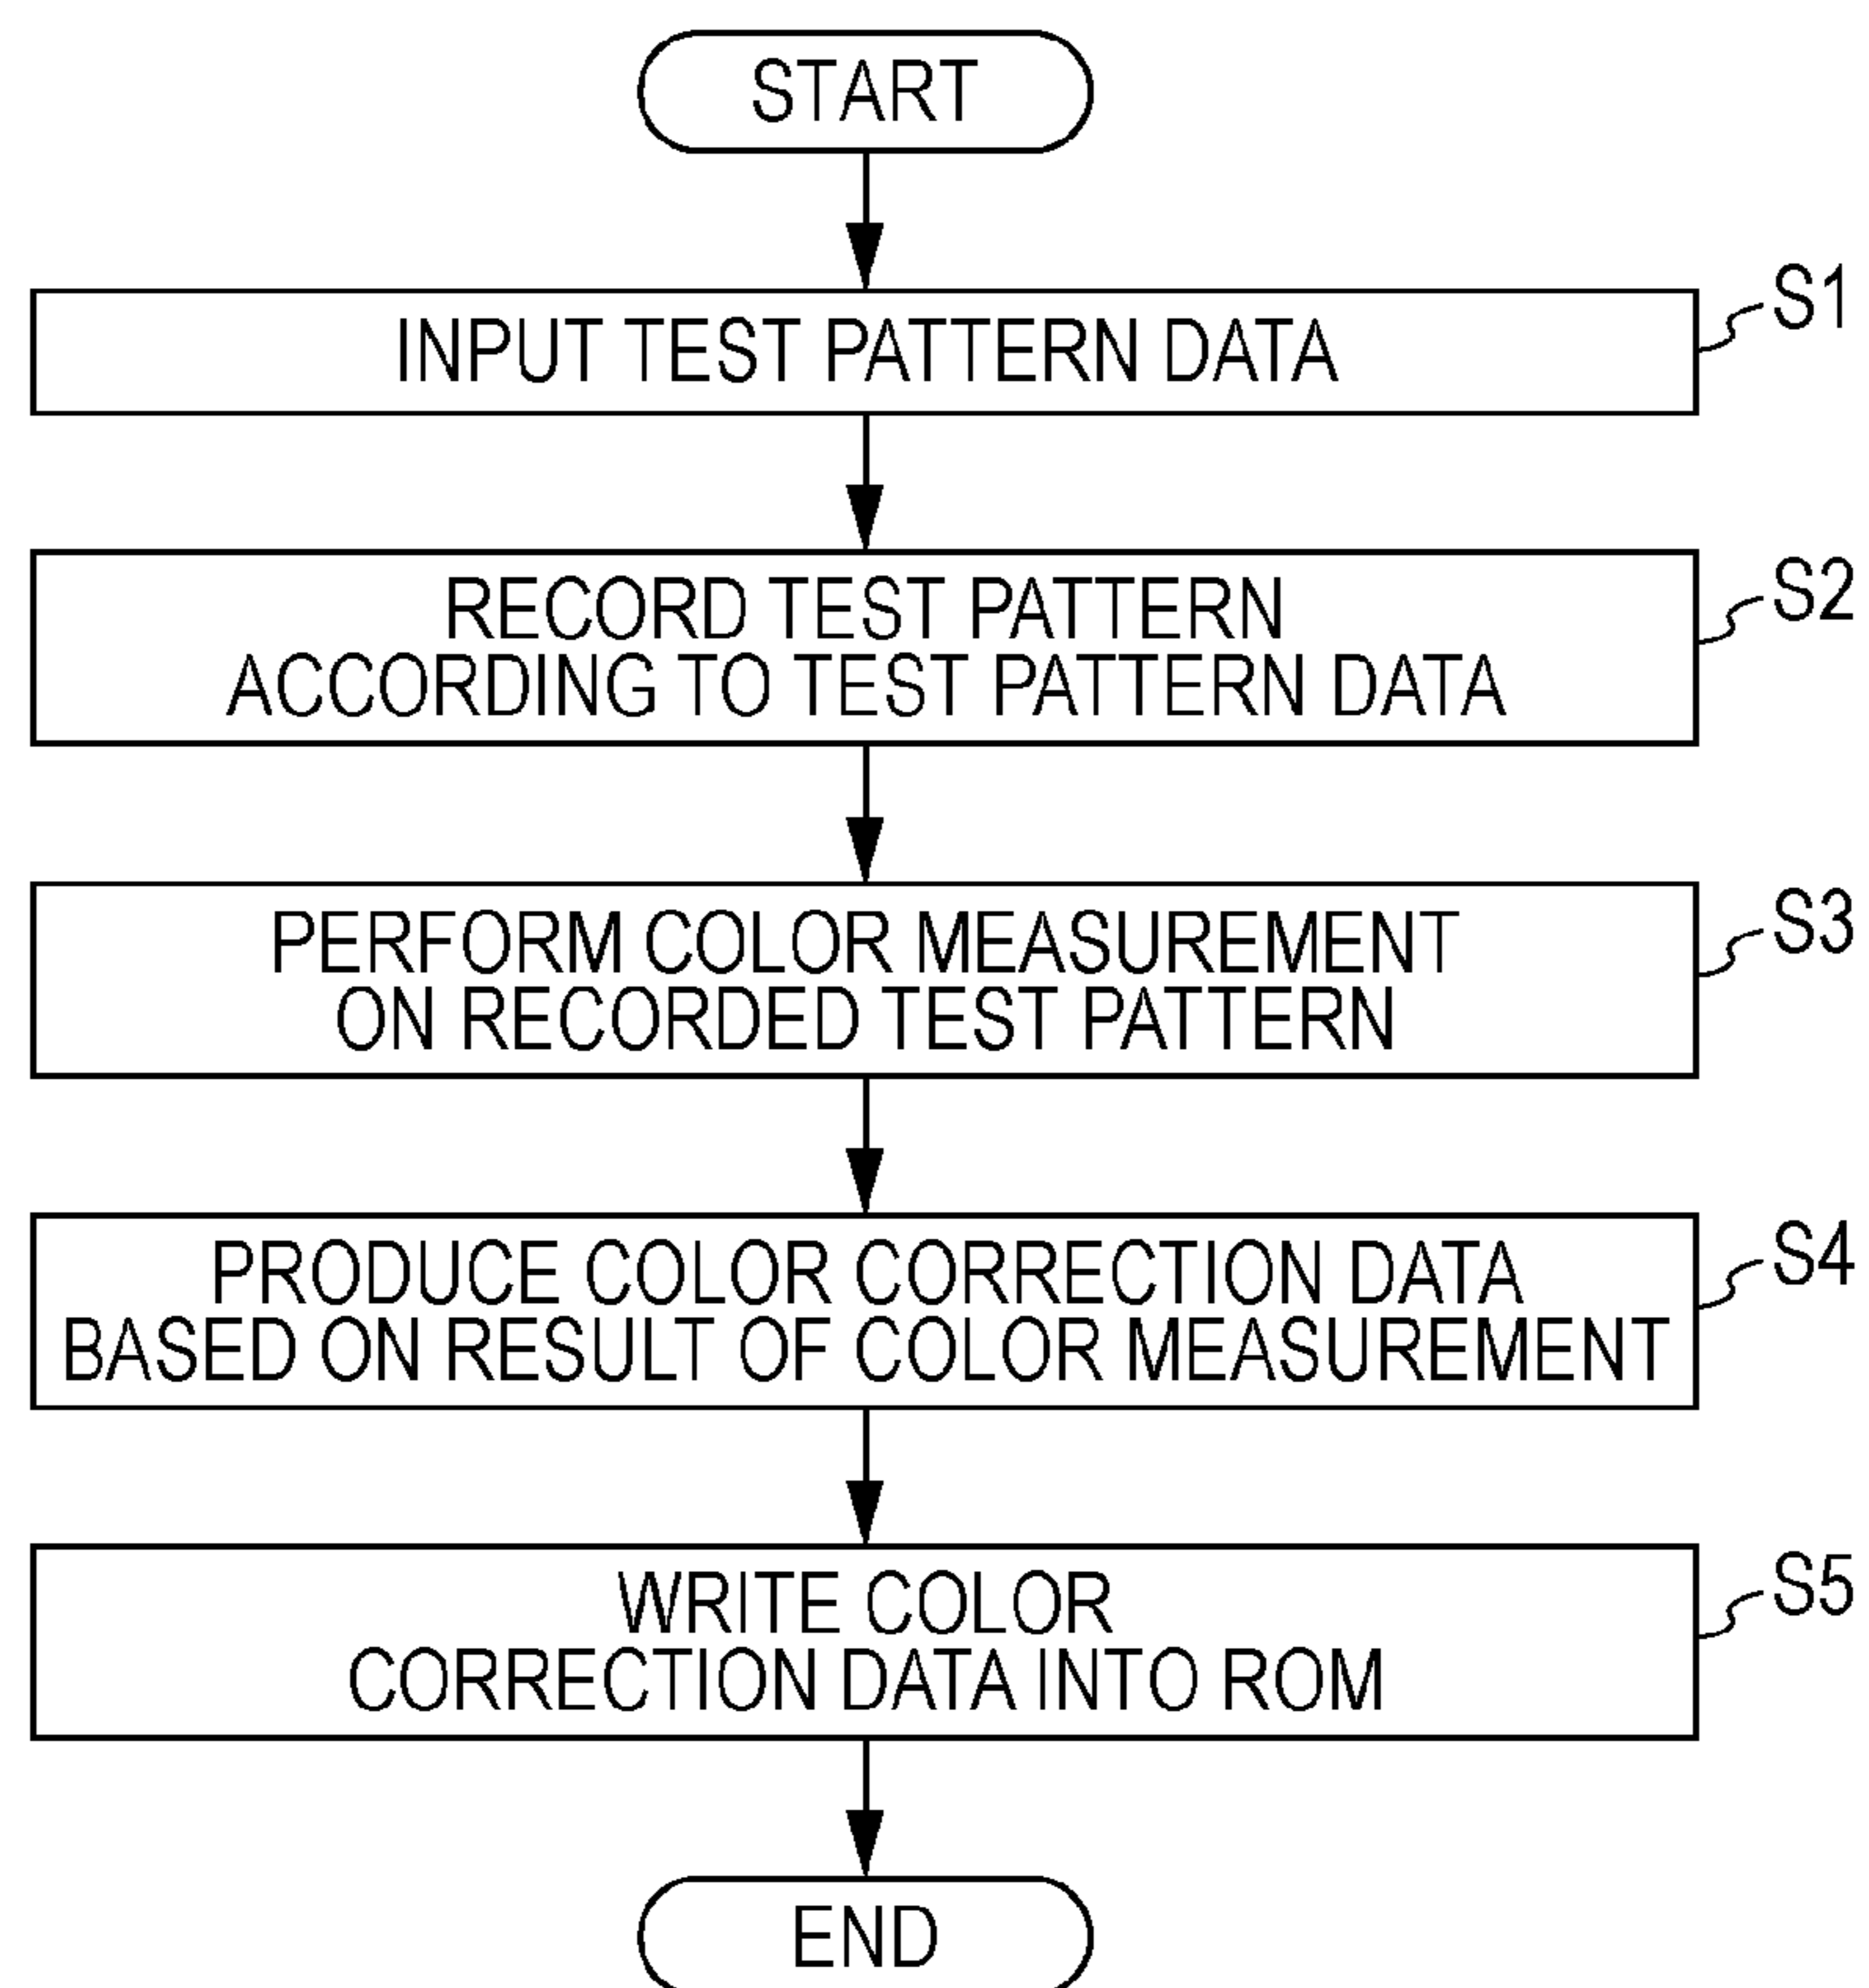 START
INPUT TEST PATTERN DATA
S1
RECORD TEST PATTERN
ACCORDING TO TEST PATTERN DATA
S2
PERFORM COLOR MEASUREMENT
ON RECORDED TEST PATTERN
S3
PRODUCE COLOR CORRECTION DATA
BASED ON RESULT OF COLOR MEASUREMENT
S4
WRITE COLOR
CORRECTION DATA INTO ROM
S5
END